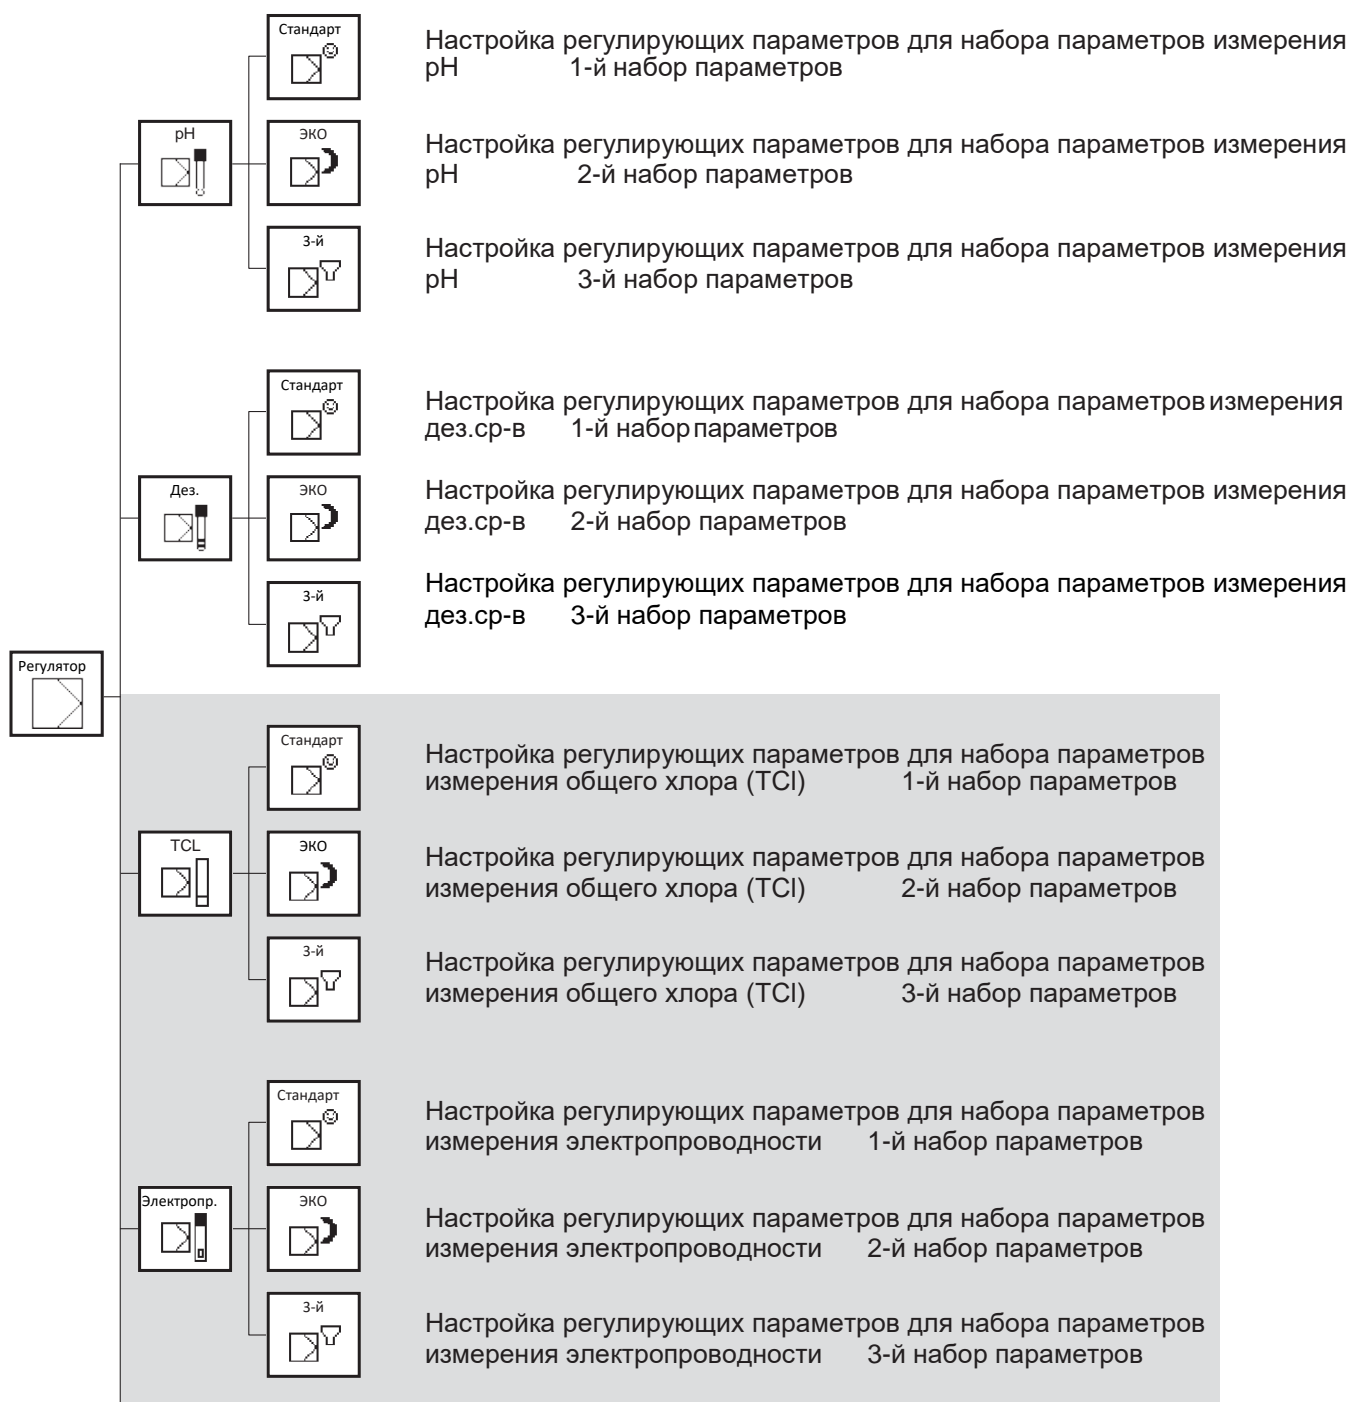 Стандарт
Настройка регулирующих параметров для набора параметров измерения
pH 1-й набор параметров
pH
ЭКО
Настройка регулирующих параметров для набора параметров измерения
pH 2-й набор параметров
3-й
Настройка регулирующих параметров для набора параметров измерения
pH 3-й набор параметров
Стандарт
Настройка регулирующих параметров для набора параметров измерения
дез.ср-в 1-й набор параметров
Дез.
ЭКО
Настройка регулирующих параметров для набора параметров измерения
дез.ср-в 2-й набор параметров
3-й
Настройка регулирующих параметров для набора параметров измерения
дез.ср-в 3-й набор параметров
Регулятор
Стандарт
Настройка регулирующих параметров для набора параметров
измерения общего хлора (TCl) 1-й набор параметров
TCL
ЭКО
Настройка регулирующих параметров для набора параметров
измерения общего хлора (TCl) 2-й набор параметров
3-й
Настройка регулирующих параметров для набора параметров
измерения общего хлора (TCl) 3-й набор параметров
Стандарт
Настройка регулирующих параметров для набора параметров
измерения электропроводности 1-й набор параметров
Электропр.
ЭКО
Настройка регулирующих параметров для набора параметров
измерения электропроводности 2-й набор параметров
3-й
Настройка регулирующих параметров для набора параметров
измерения электропроводности 3-й набор параметров